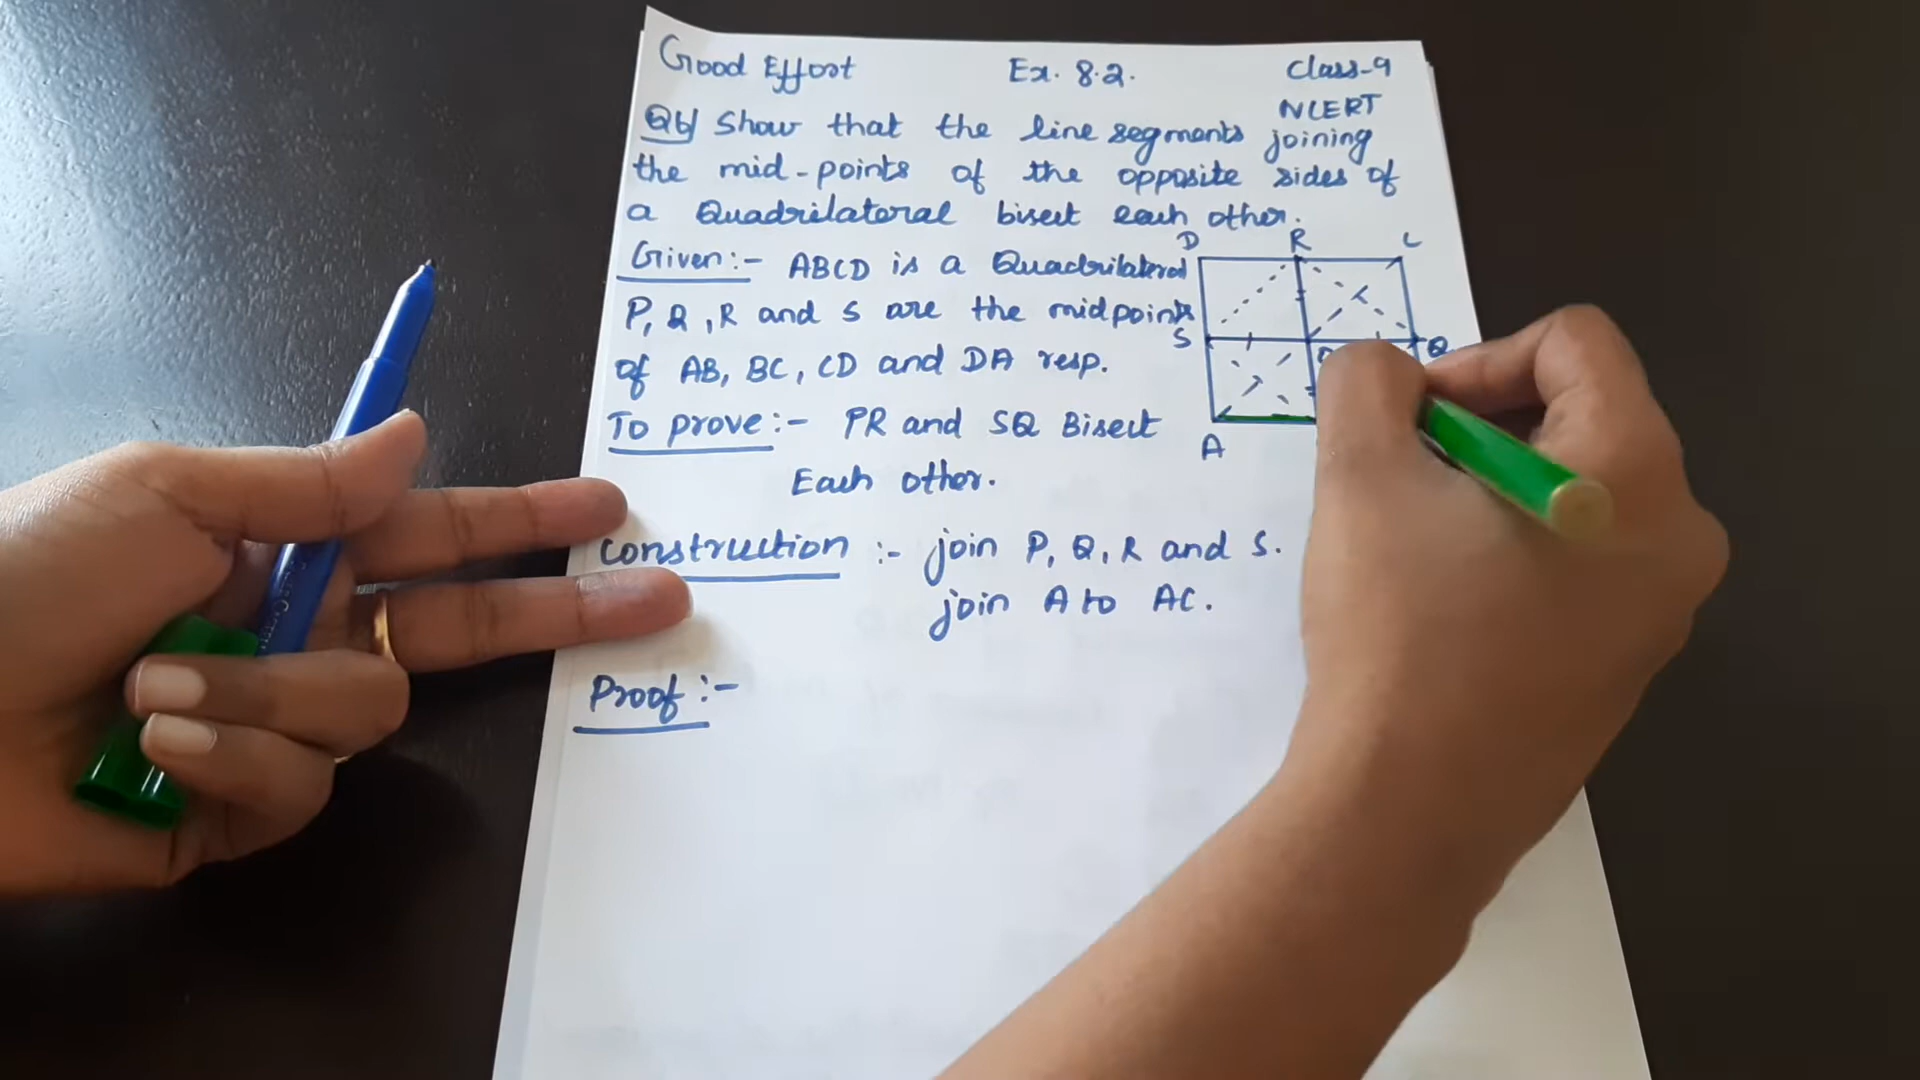 Good Effort Ex. 8.2. Class-9
NCERT
Q6) Show that the line segments joining
the mid-points of the opposite sides of
a Quadrilateral bisect each other.
Given:- ABCD is a Quadrilateral
P, Q, R and S are the midpoints
of AB, BC, CD and DA resp.
To prove:- PR and SQ Bisect
Each other.
construction :- join P, Q, R and S.
join A to AC.
Proof:-
D R C
S Q
A